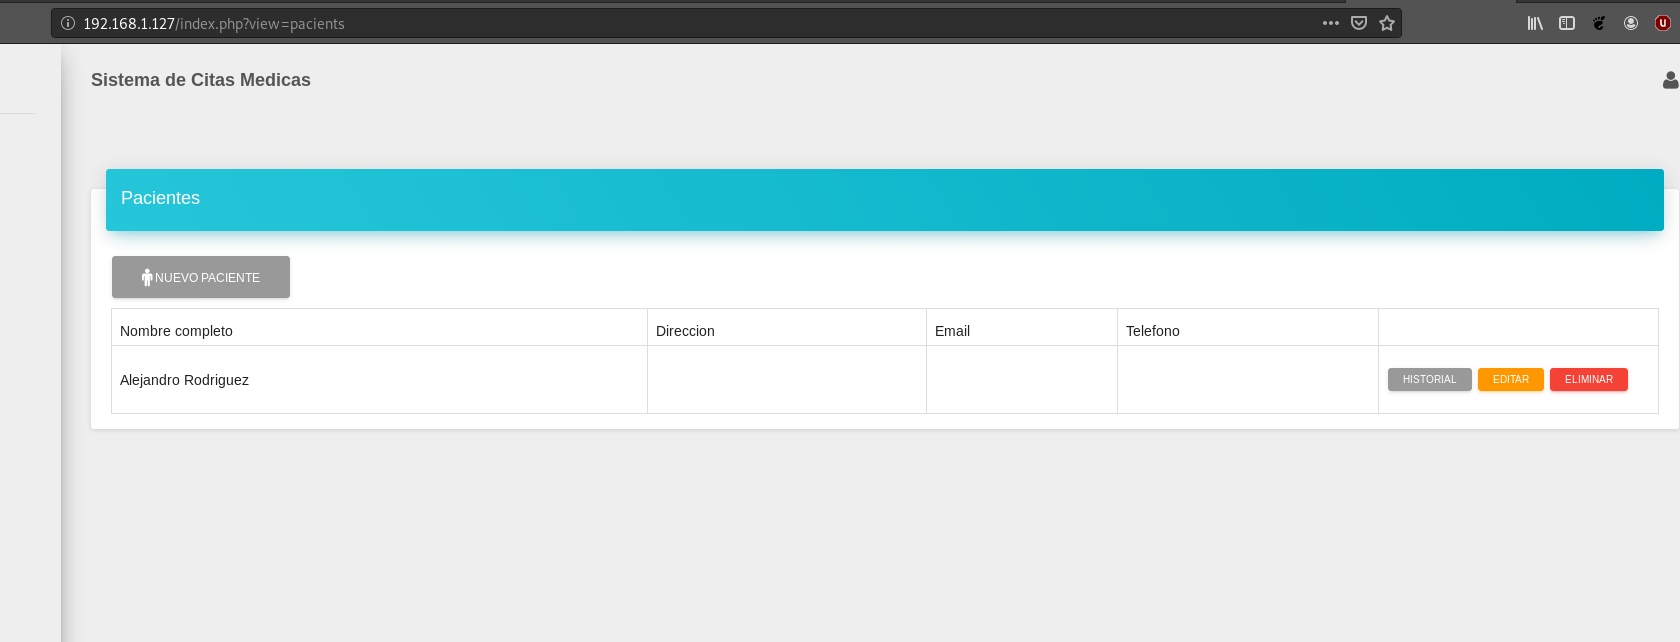 192.168.1.127/index.php?view=pacients
Sistema de Citas Medicas
Pacientes
NUEVO PACIENTE
Nombre completo Direccion Email Telefono
Alejandro Rodriguez HISTORIAL EDITAR ELIMINAR